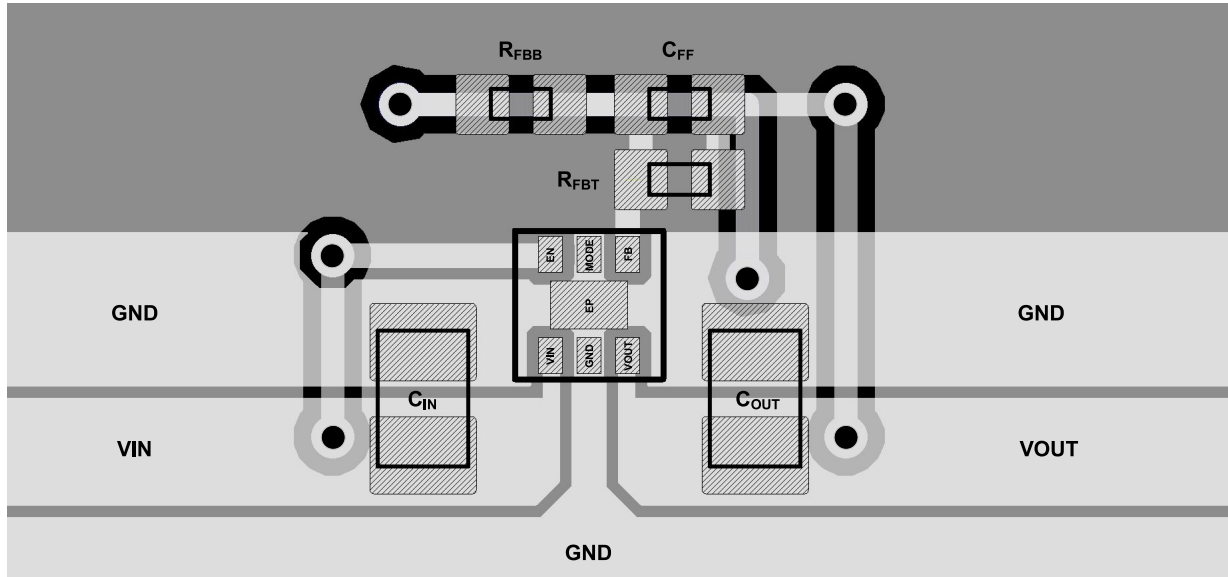 RFBB
CFF
RFBT
EN
MODE
FB
EP
VIN
GND
VOUT
GND
GND
CIN
COUT
VIN
VOUT
GND